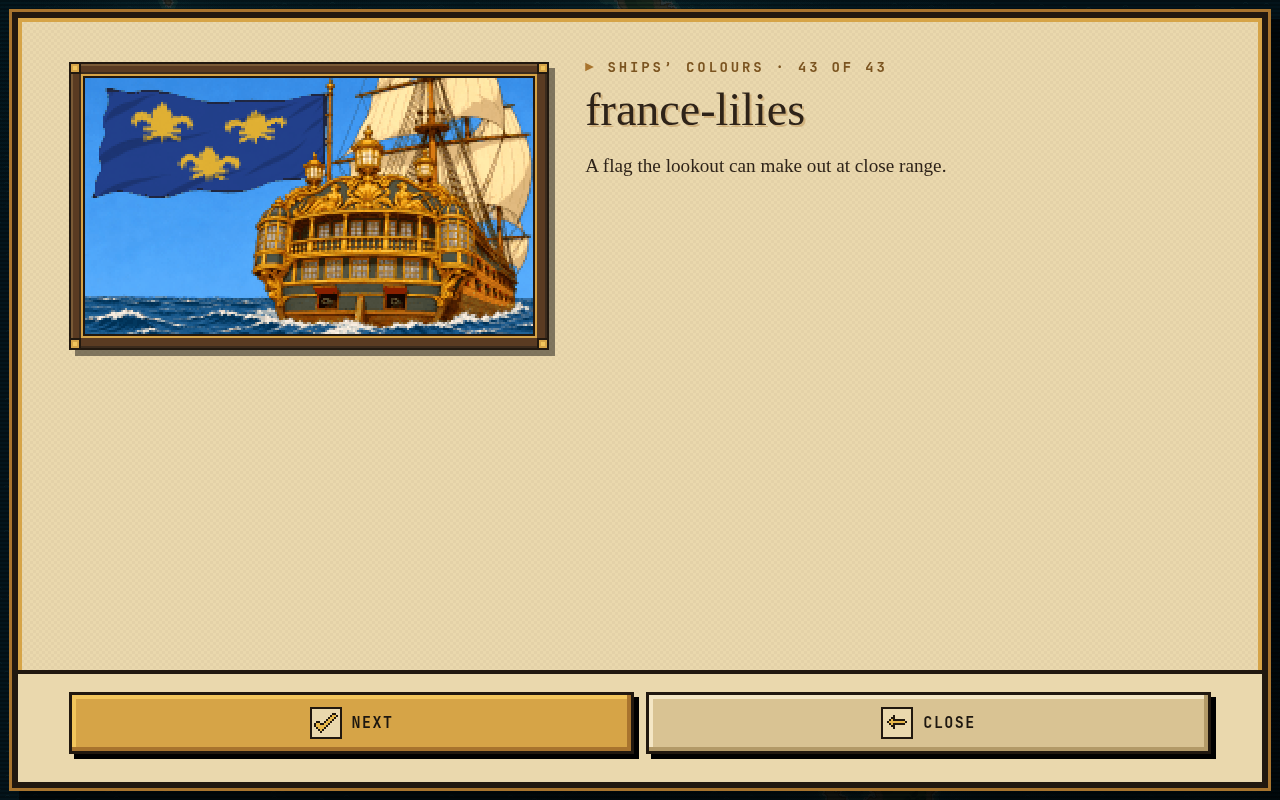 ► SHIPS’ COLOURS · 43 OF 43
france-lilies
A flag the lookout can make out at close range.
NEXT
CLOSE